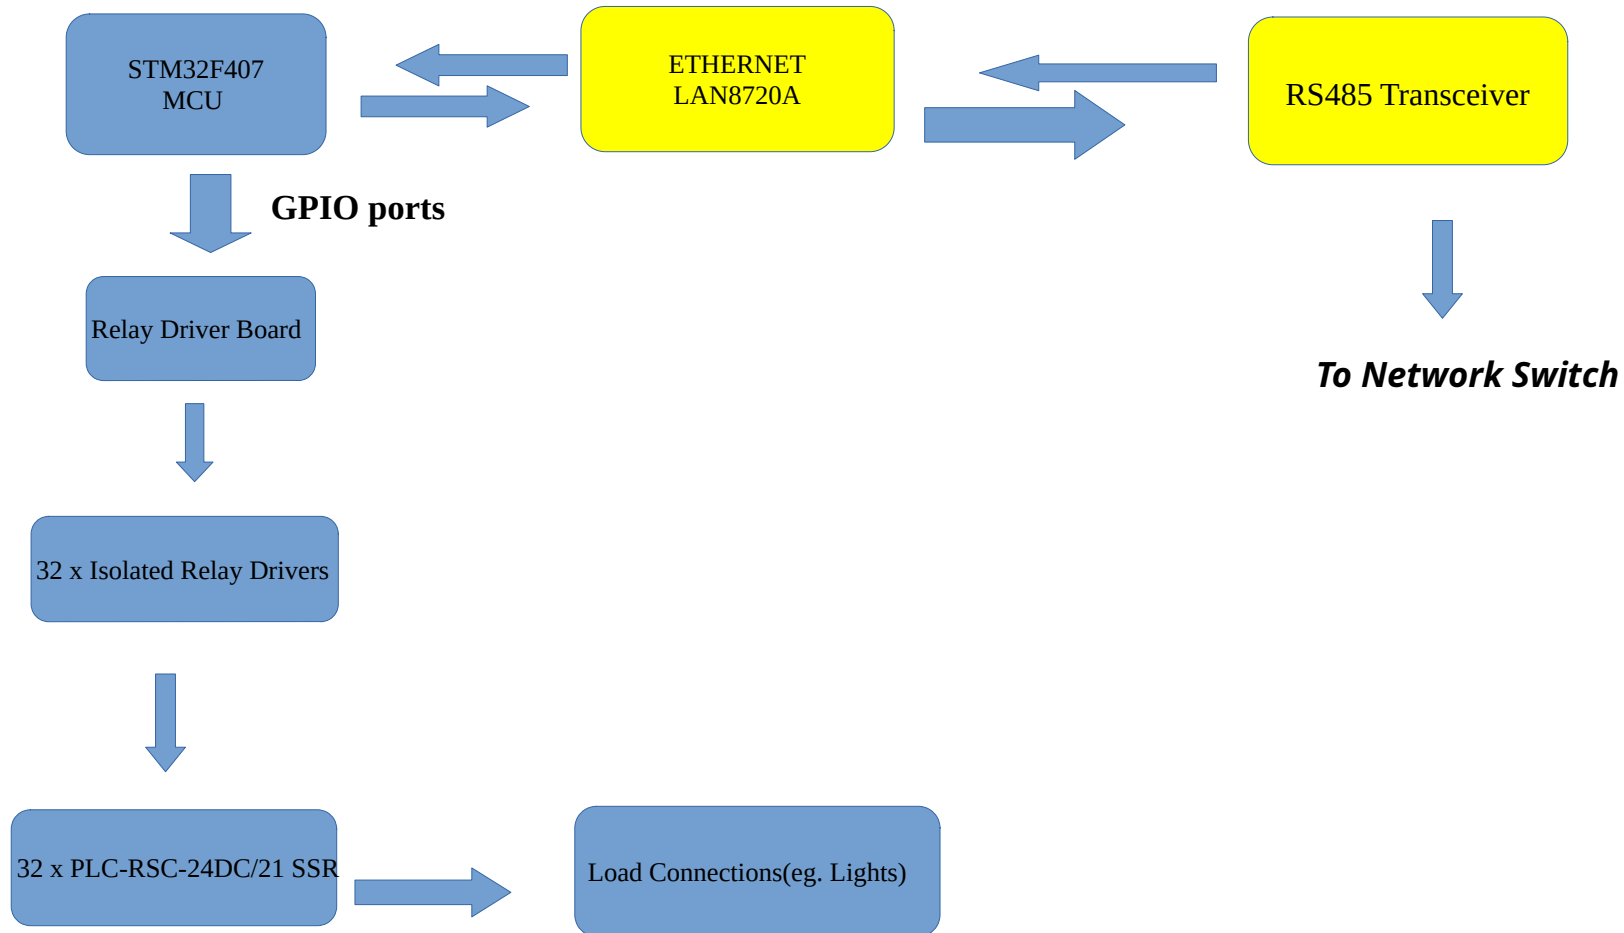 STM32F407
MCU
ETHERNET
LAN8720A
RS485 Transceiver
GPIO ports
Relay Driver Board
To Network Switch
32 x Isolated Relay Drivers
32 x PLC-RSC-24DC/21 SSR
Load Connections(eg. Lights)